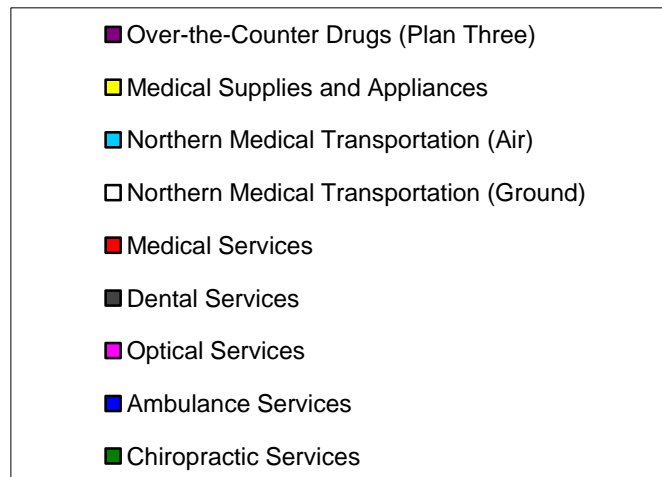 Over-the-Counter Drugs (Plan Three)
Medical Supplies and Appliances
Northern Medical Transportation (Air)
Northern Medical Transportation (Ground)
Medical Services
Dental Services
Optical Services
Ambulance Services
Chiropractic Services